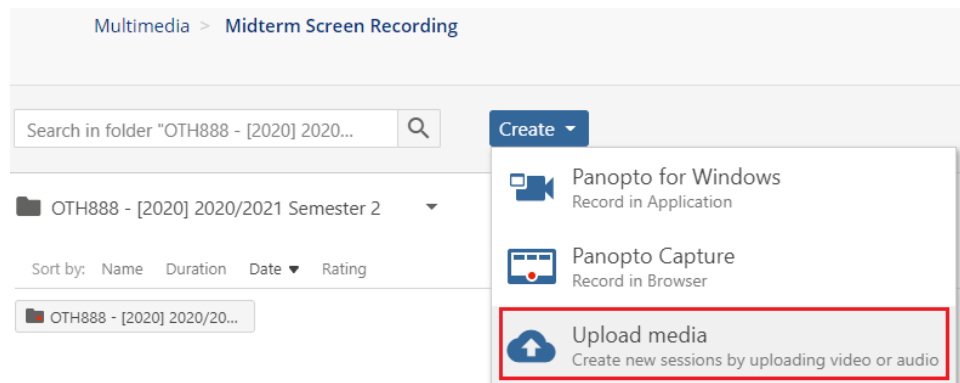 Multimedia > Midterm Screen Recording
Search in folder "OTH888 - [2020] 2020...
Create
Panopto for Windows
Record in Application
OTH888 - [2020] 2020/2021 Semester 2
Panopto Capture
Record in Browser
Sort by: Name Duration Date ▼ Rating
OTH888 - [2020] 2020/20...
Upload media
Create new sessions by uploading video or audio